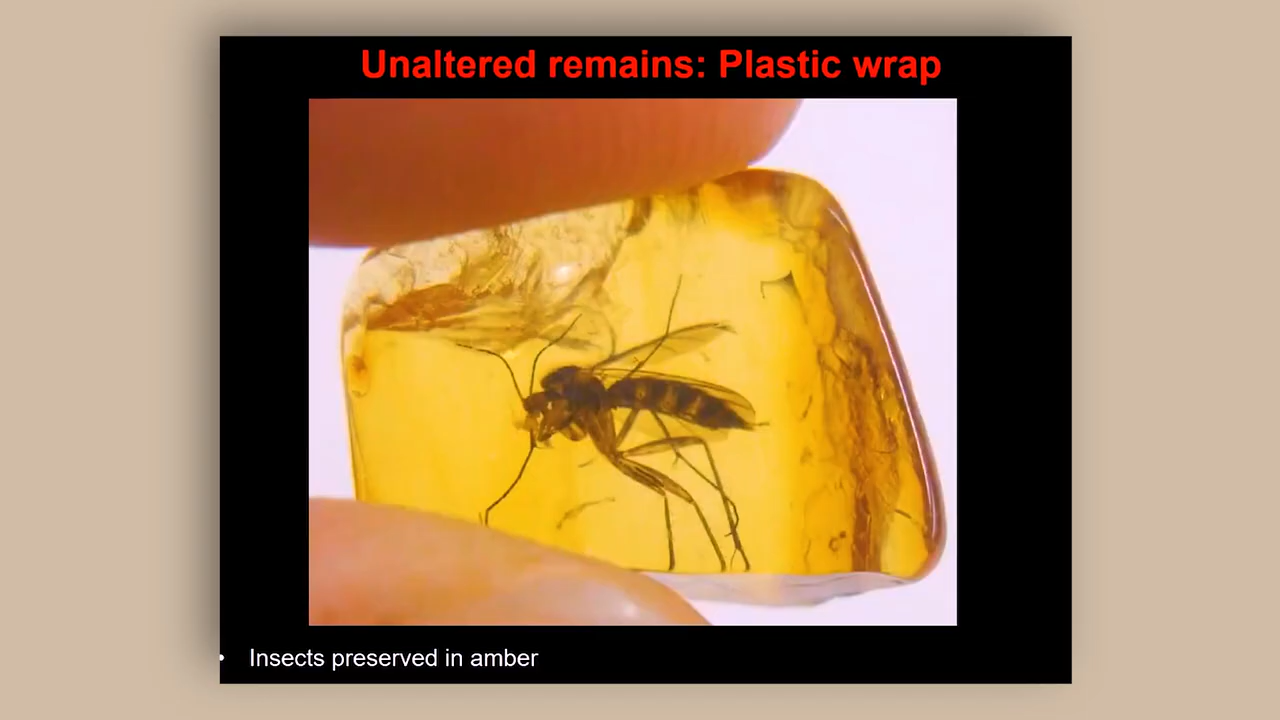 Unaltered remains: Plastic wrap
• Insects preserved in amber